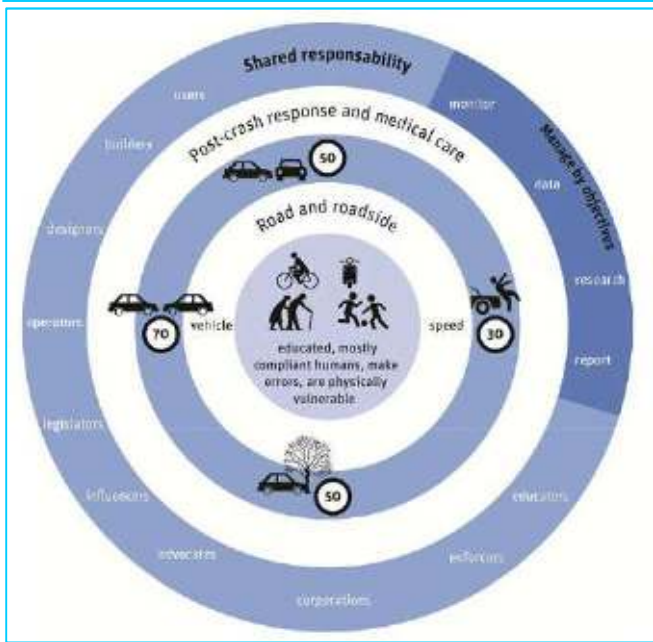 Shared responsability
users
builders
designers
operators
legislators
influencers
advocates
corporations
enforcers
educators
monitor
data
research
report
Manage by objectives
Post-crash response and medical care
50
Road and roadside
70
vehicle
speed
30
educated, mostly
compliant humans, make
errors, are physically
vulnerable
50